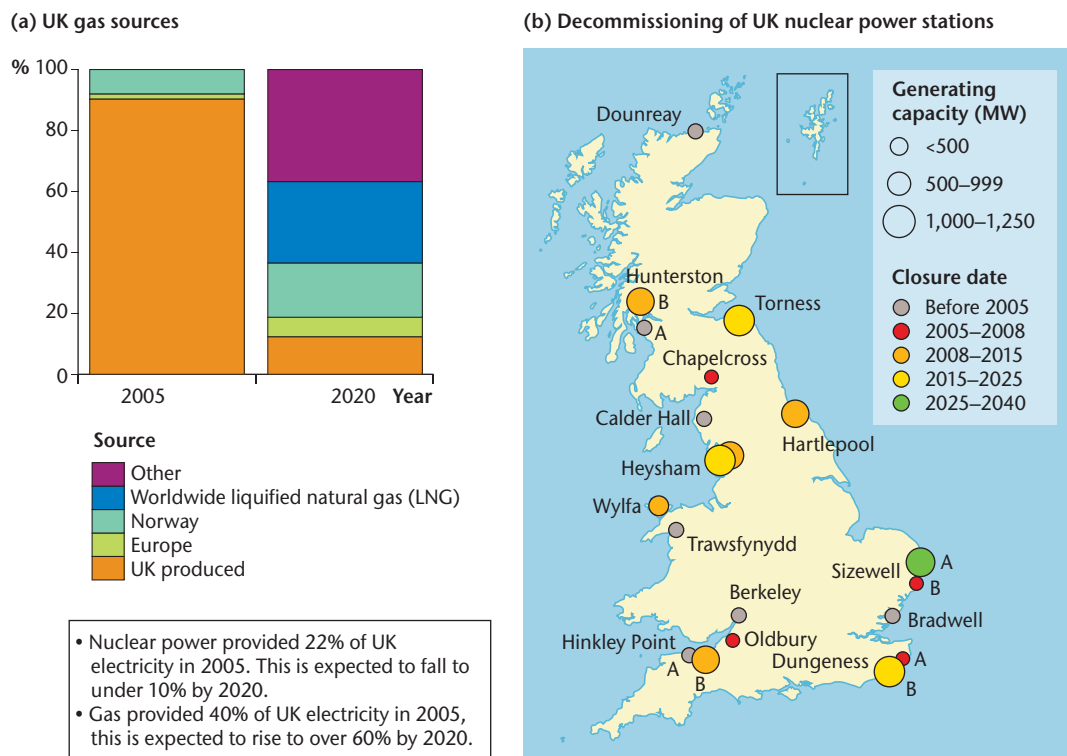 (a) UK gas sources
% 100
80
60
40
20
0
2005
2020
Year
Source
Other
Worldwide liquified natural gas (LNG)
Norway
Europe
UK produced
• Nuclear power provided 22% of UK
electricity in 2005. This is expected to fall to
under 10% by 2020.
• Gas provided 40% of UK electricity in 2005,
this is expected to rise to over 60% by 2020.
(b) Decommissioning of UK nuclear power stations
Dounreay
Hunterston
B
A
Torness
Chapelcross
Calder Hall
Hartlepool
Heysham
Wylfa
Trawsfynydd
Sizewell
A
B
Berkeley
Bradwell
Hinkley Point
A
B
Oldbury
Dungeness
A
B
Generating
capacity (MW)
<500
500–999
1,000–1,250
Closure date
Before 2005
2005–2008
2008–2015
2015–2025
2025–2040